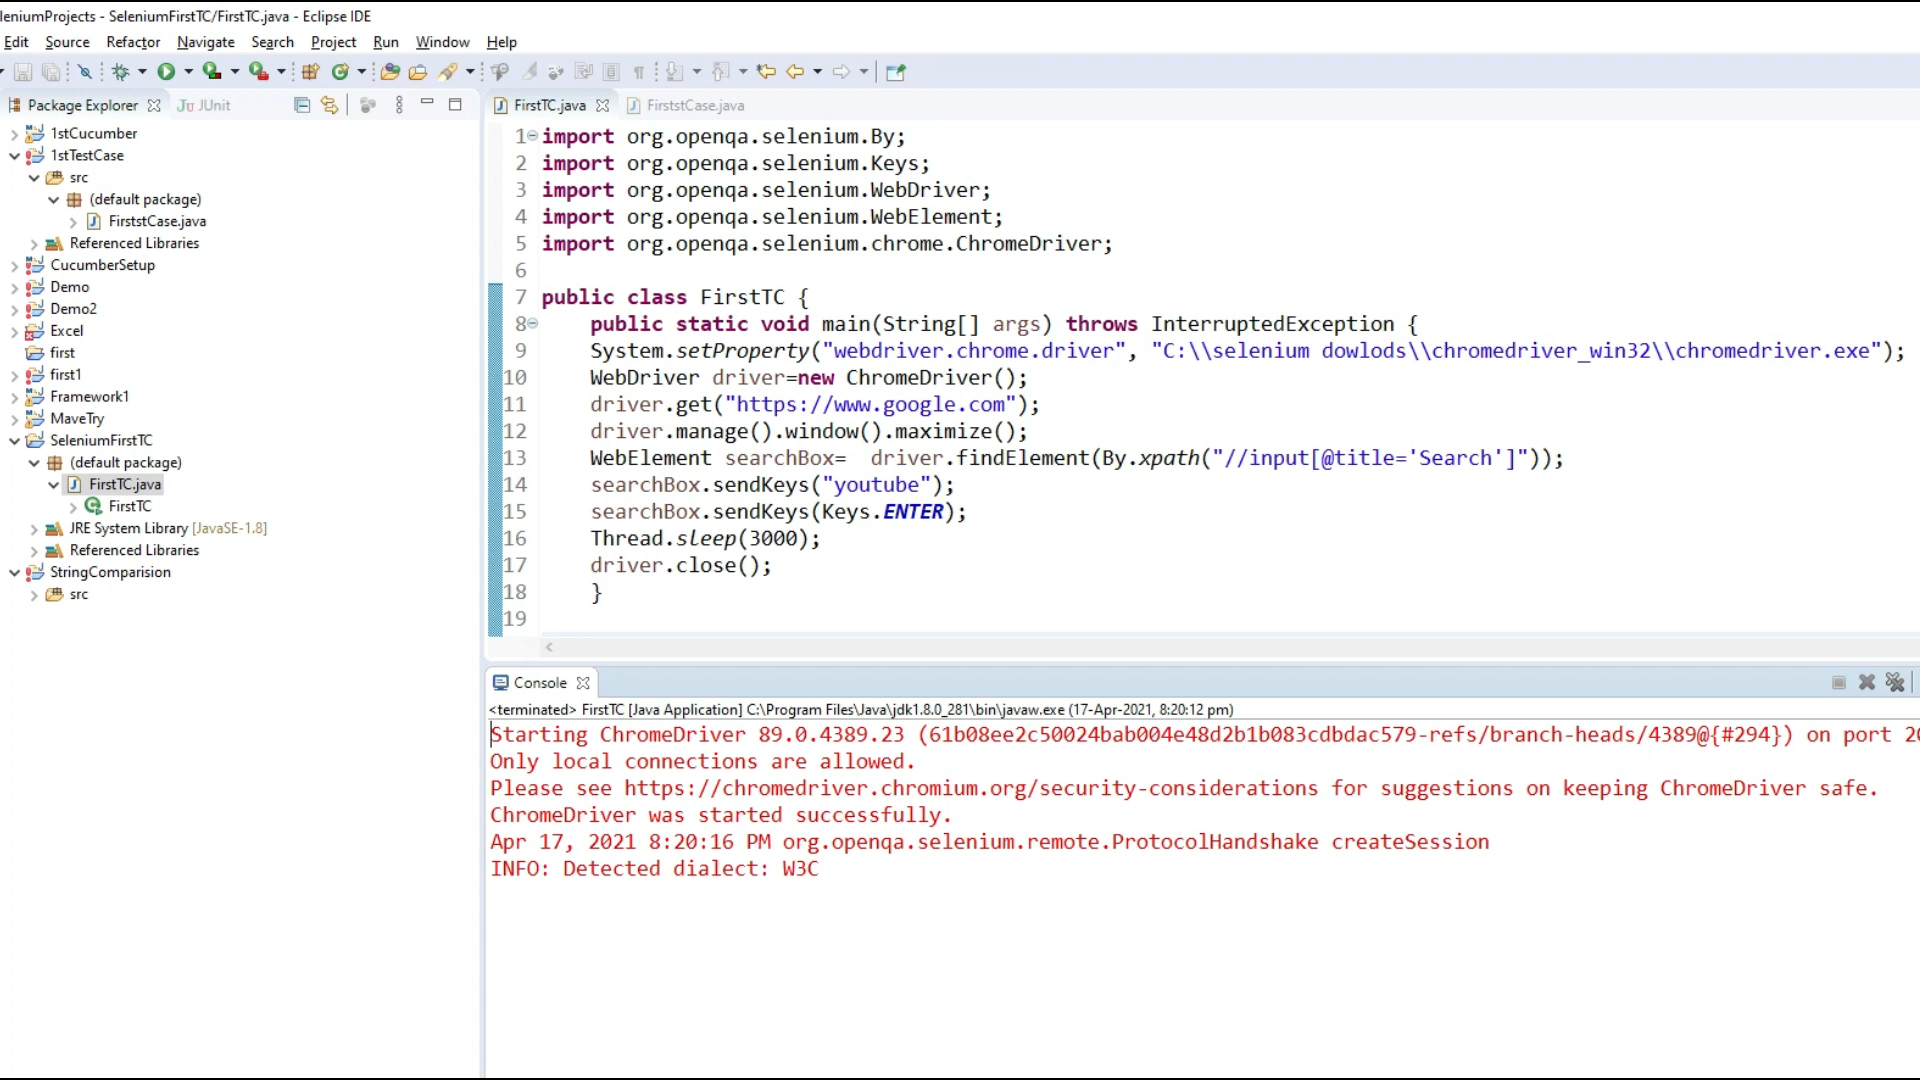 leniumProjects - SeleniumFirstTC/FirstTC.java - Eclipse IDE
Edit Source Refactor Navigate Search Project Run Window Help
Package Explorer JUnit
1stCucumber
1stTestCase
src
(default package)
FirststCase.java
Referenced Libraries
CucumberSetup
Demo
Demo2
Excel
first
first1
Framework1
MaveTry
SeleniumFirstTC
(default package)
FirstTC.java
FirstTC
JRE System Library [JavaSE-1.8]
Referenced Libraries
StringComparision
src
FirstTC.java FirststCase.java
1 import org.openqa.selenium.By;
2 import org.openqa.selenium.Keys;
3 import org.openqa.selenium.WebDriver;
4 import org.openqa.selenium.WebElement;
5 import org.openqa.selenium.chrome.ChromeDriver;
6
7 public class FirstTC {
8 public static void main(String[] args) throws InterruptedException {
9 System.setProperty("webdriver.chrome.driver", "C:\\selenium dowlods\\chromedriver_win32\\chromedriver.exe");
10 WebDriver driver=new ChromeDriver();
11 driver.get("https://www.google.com");
12 driver.manage().window().maximize();
13 WebElement searchBox=  driver.findElement(By.xpath("//input[@title='Search']"));
14 searchBox.sendKeys("youtube");
15 searchBox.sendKeys(Keys.ENTER);
16 Thread.sleep(3000);
17 driver.close();
18 }
19
Console
<terminated> FirstTC [Java Application] C:\Program Files\Java\jdk1.8.0_281\bin\javaw.exe (17-Apr-2021, 8:20:12 pm)
Starting ChromeDriver 89.0.4389.23 (61b08ee2c50024bab004e48d2b1b083cdbdac579-refs/branch-heads/4389@{#294}) on port 20
Only local connections are allowed.
Please see https://chromedriver.chromium.org/security-considerations for suggestions on keeping ChromeDriver safe.
ChromeDriver was started successfully.
Apr 17, 2021 8:20:16 PM org.openqa.selenium.remote.ProtocolHandshake createSession
INFO: Detected dialect: W3C